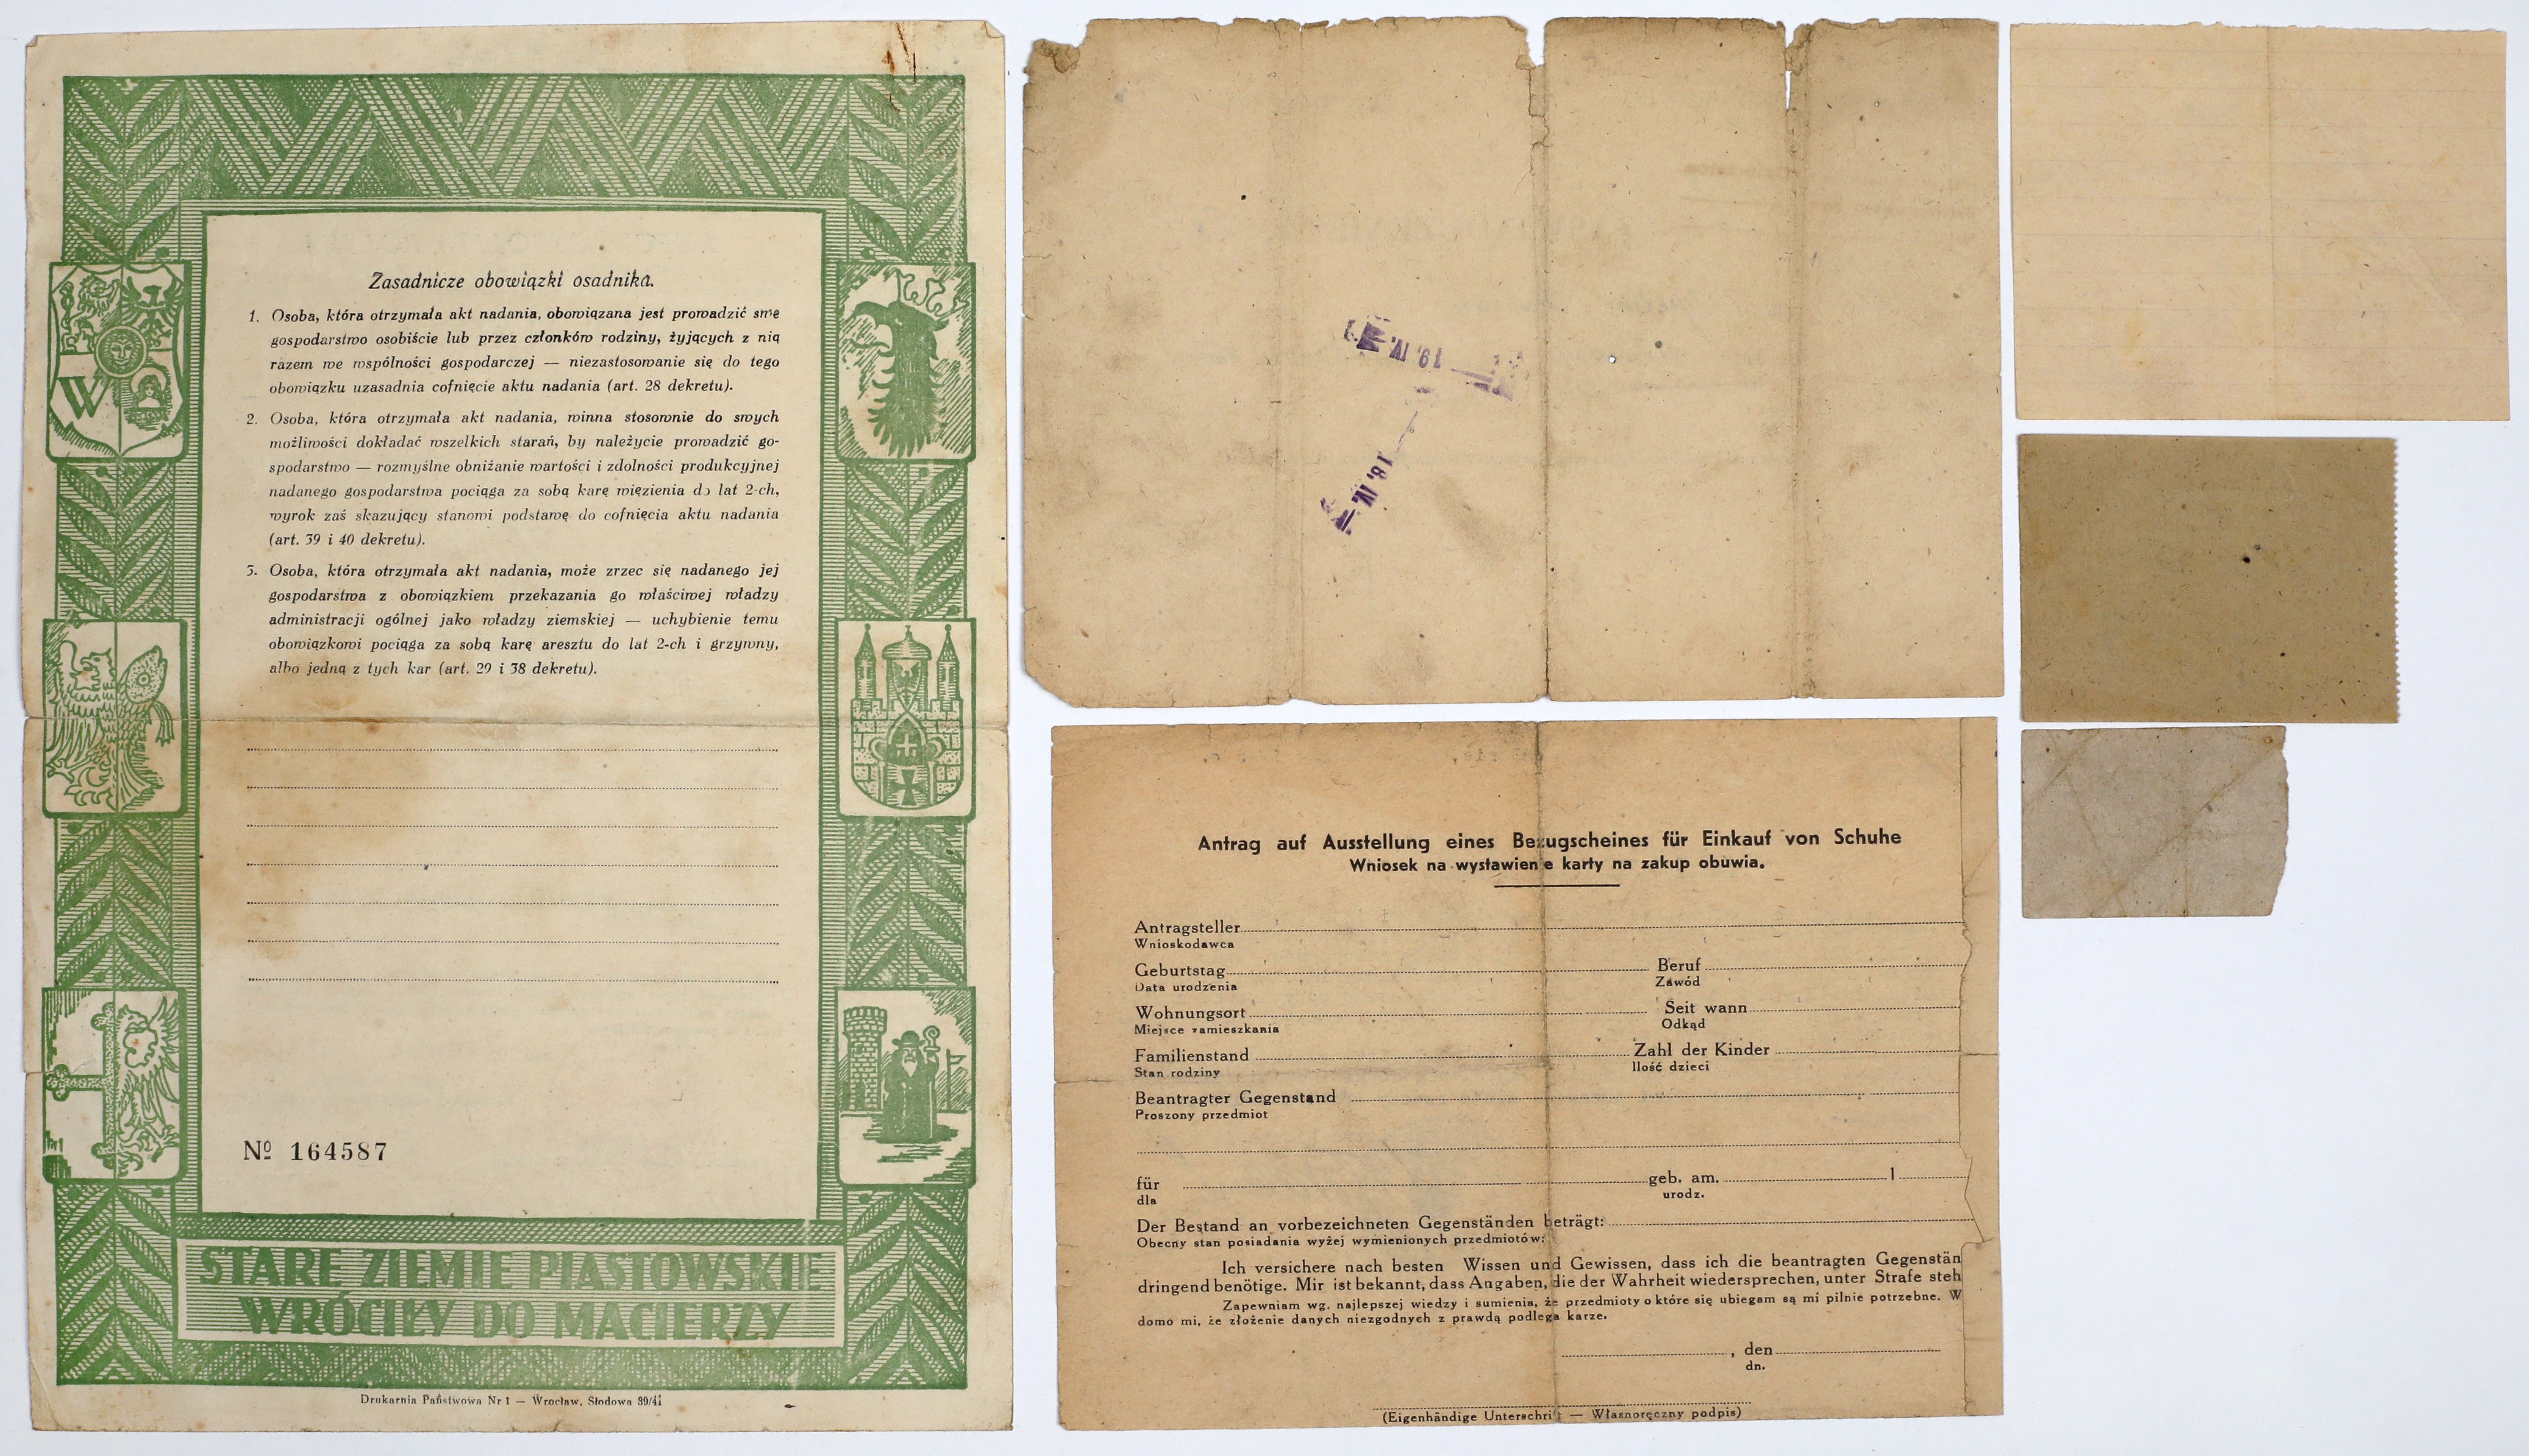 Zasadnicze obowiązki osadnika.
1. Osoba, która otrzymała akt nadania, obowiązana jest prowadzić swe
gospodarstwo osobiście lub przez członków rodziny, żyjących z nią
razem we wspólności gospodarczej — niezastosowanie się do tego
obowiązku uzasadnia cofnięcie aktu nadania (art. 28 dekretu).
2. Osoba, która otrzymała akt nadania, winna stosownie do swych
możliwości dokładać wszelkich starań, by należycie prowadzić go-
spodarstwo — rozmyślne obniżanie wartości i zdolności produkcyjnej
nadanego gospodarstwa pociąga za sobą karę więzienia do lat 2-ch,
wyrok zaś skazujący stanowi podstawę do cofnięcia aktu nadania
(art. 39 i 40 dekretu).
3. Osoba, która otrzymała akt nadania, może zrzec się nadanego jej
gospodarstwa z obowiązkiem przekazania go właściwej władzy
administracji ogólnej jako władzy ziemskiej — uchybienie temu
obowiązkowi pociąga za sobą karę aresztu do lat 2-ch i grzywny,
albo jedną z tych kar (art. 29 i 38 dekretu).
W
№ 164587
STARE ZIEMIE PIASTOWSKIE
WRÓCIŁY DO MACIERZY
Drukarnia Państwowa Nr 1 — Wrocław, Słodowa 39/41
19. IV.
18. IV.
Antrag auf Ausstellung eines Bezugscheines für Einkauf von Schuhe
Wniosek na wystawienie karty na zakup obuwia.
Antragsteller
Wnioskodawca
Geburtstag Beruf
Data urodzenia Zawód
Wohnungsort Seit wann
Miejsce zamieszkania Odkąd
Familienstand Zahl der Kinder
Stan rodziny Ilość dzieci
Beantragter Gegenstand
Proszony przedmiot
für geb. am. 1
dla urodz.
Der Bestand an vorbezeichneten Gegenständen beträgt:
Obecny stan posiadania wyżej wymienionych przedmiotów:
Ich versichere nach besten Wissen und Gewissen, dass ich die beantragten Gegenstän
dringend benötige. Mir ist bekannt, dass Angaben, die der Wahrheit wiedersprechen, unter Strafe steh
Zapewniam wg. najlepszej wiedzy i sumienia, że przedmioty o które się ubiegam są mi pilnie potrzebne. W
domo mi, że złożenie danych niezgodnych z prawdą podlega karze.
, den
dn.
(Eigenhändige Unterschrift — Własnoręczny podpis)